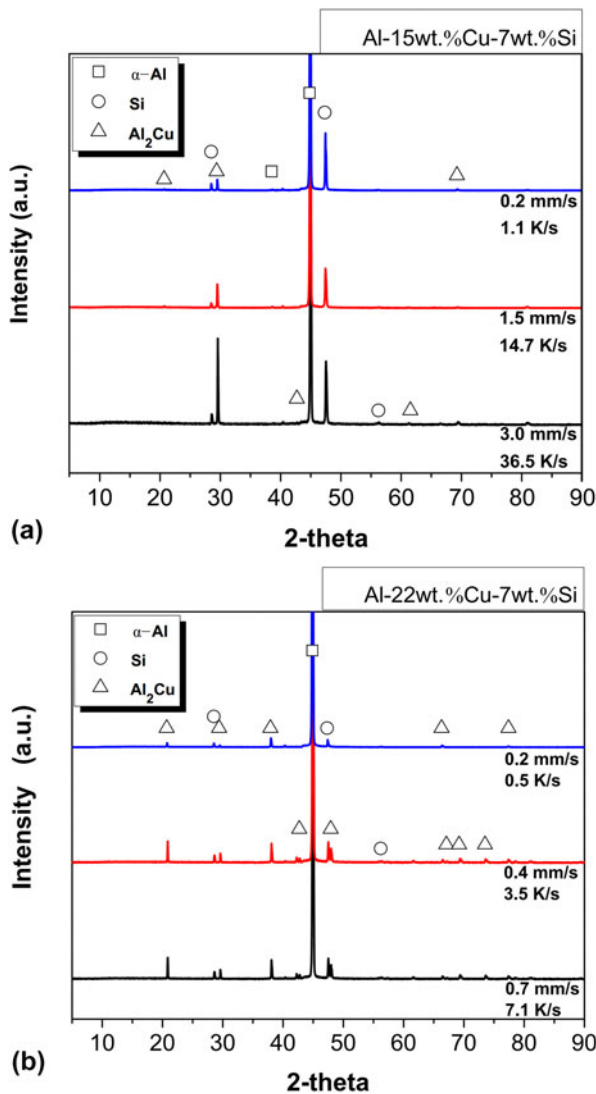 Al-15wt.%Cu-7wt.%Si
α-Al
Si
Al2Cu
Intensity (a.u.)
0.2 mm/s
1.1 K/s
1.5 mm/s
14.7 K/s
3.0 mm/s
36.5 K/s
10 20 30 40 50 60 70 80 90
(a)
2-theta
Al-22wt.%Cu-7wt.%Si
α-Al
Si
Al2Cu
Intensity (a.u.)
0.2 mm/s
0.5 K/s
0.4 mm/s
3.5 K/s
0.7 mm/s
7.1 K/s
10 20 30 40 50 60 70 80 90
(b)
2-theta